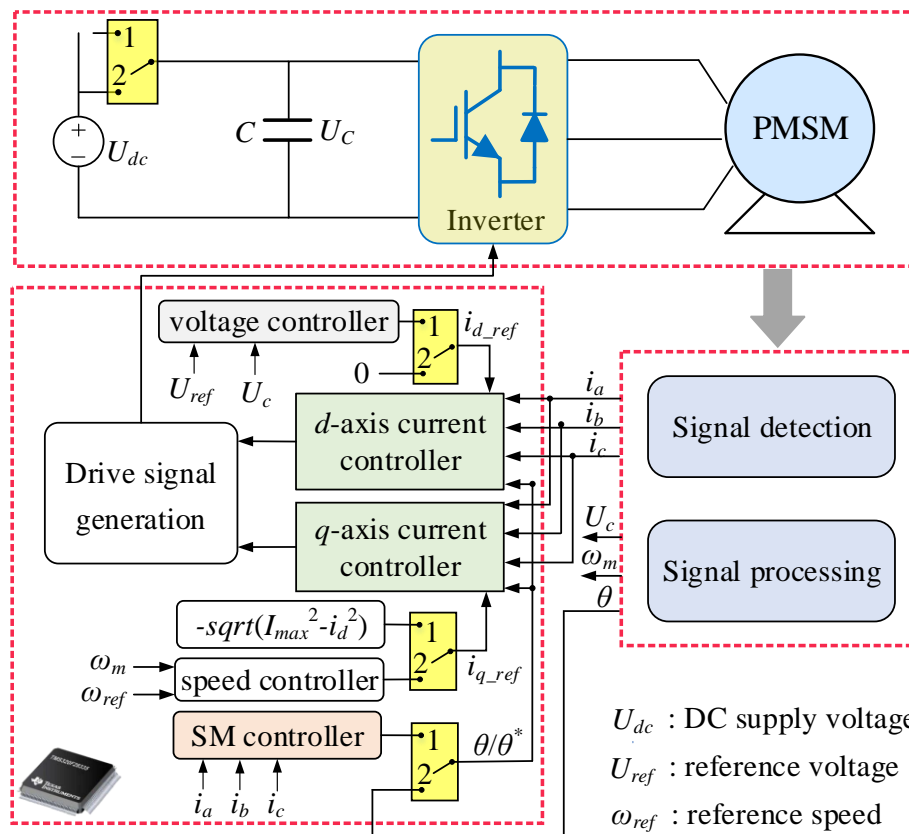 1
2
C
U_C
U_dc
+
−
Inverter
PMSM
voltage controller
1
2
i_d_ref
0
U_ref
U_c
d-axis current
controller
i_a
i_b
i_c
Signal detection
Drive signal
generation
q-axis current
controller
U_c
ω_m
θ
Signal processing
-sqrt(I_max^2-i_d^2)
1
2
i_q_ref
ω_m
ω_ref
speed controller
SM controller
1
2
θ/θ*
i_a
i_b
i_c
TEXAS
INSTRUMENTS
U_dc : DC supply voltage
U_ref : reference voltage
ω_ref : reference speed